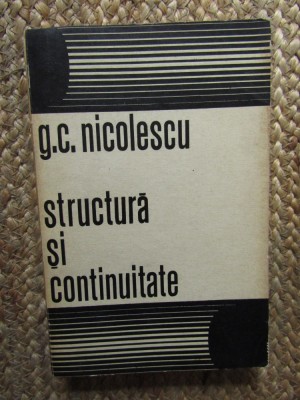 g.c. nicolescu
structură
și
continuitate